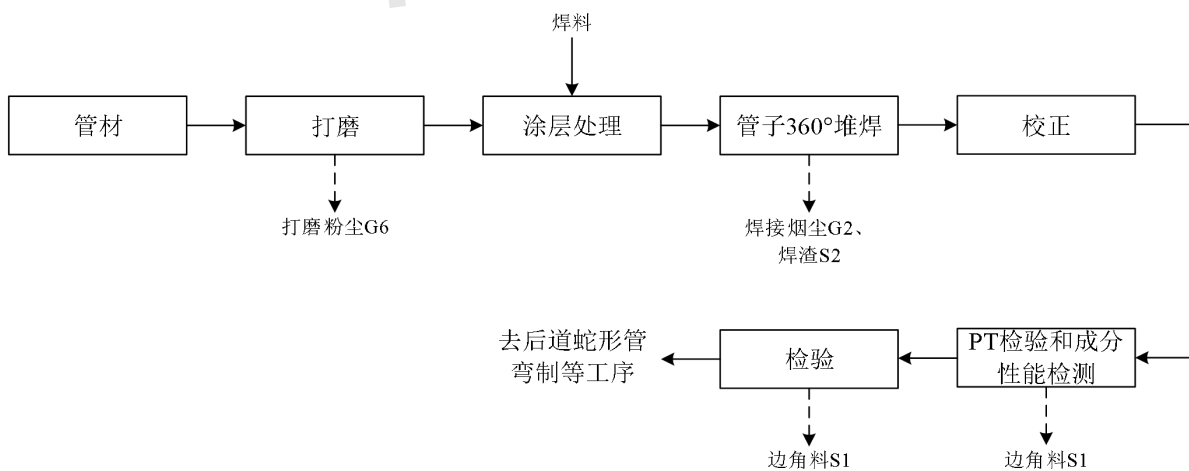 焊料
管材
打磨
涂层处理
管子360°堆焊
校正
打磨粉尘G6
焊接烟尘G2、
焊渣S2
去后道蛇形管
弯制等工序
检验
PT检验和成分
性能检测
边角料S1
边角料S1